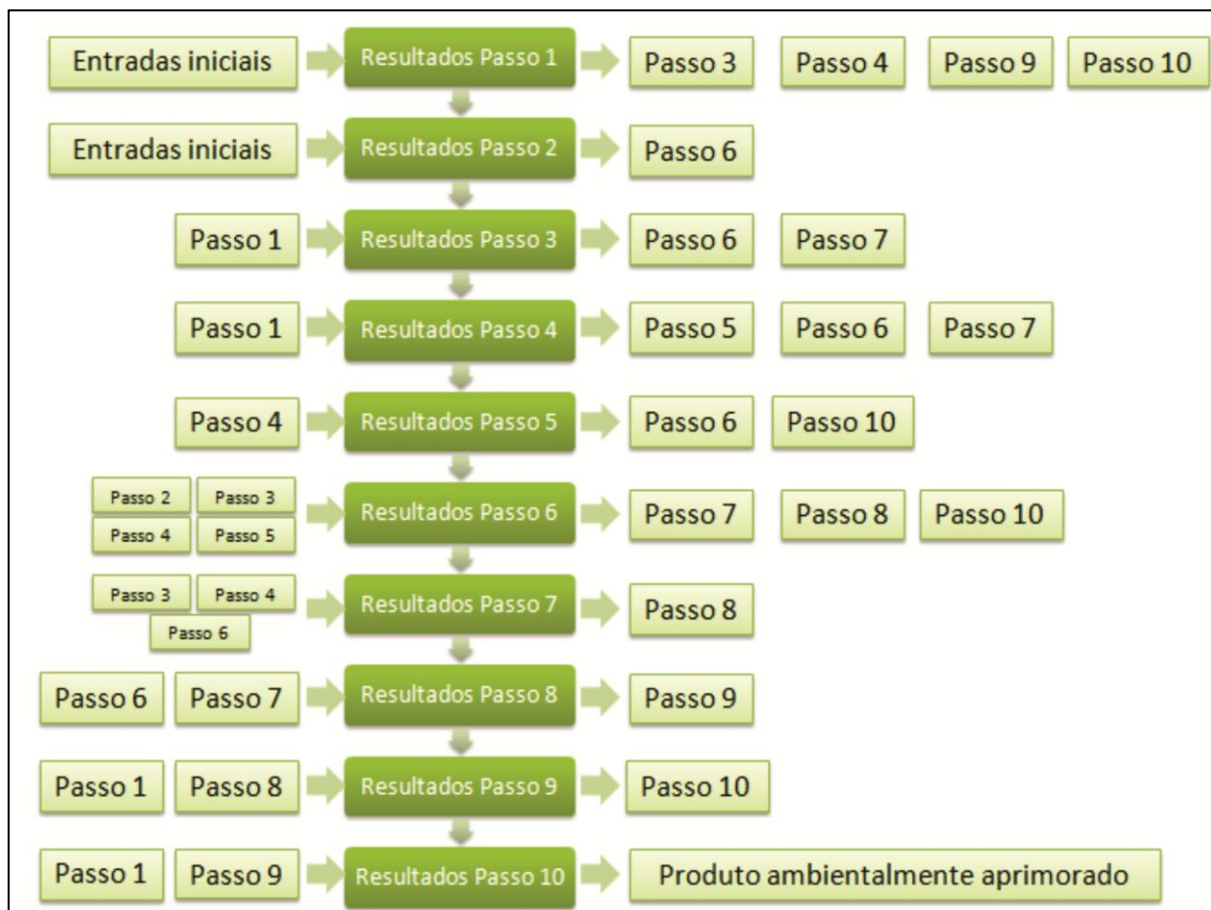 Entradas iniciais Resultados Passo 1 Passo 3 Passo 4 Passo 9 Passo 10
Entradas iniciais Resultados Passo 2 Passo 6
Passo 1 Resultados Passo 3 Passo 6 Passo 7
Passo 1 Resultados Passo 4 Passo 5 Passo 6 Passo 7
Passo 4 Resultados Passo 5 Passo 6 Passo 10
Passo 2 Passo 3
Passo 4 Passo 5
Resultados Passo 6 Passo 7 Passo 8 Passo 10
Passo 3 Passo 4
Passo 6
Resultados Passo 7 Passo 8
Passo 6 Passo 7 Resultados Passo 8 Passo 9
Passo 1 Passo 8 Resultados Passo 9 Passo 10
Passo 1 Passo 9 Resultados Passo 10 Produto ambientalmente aprimorado